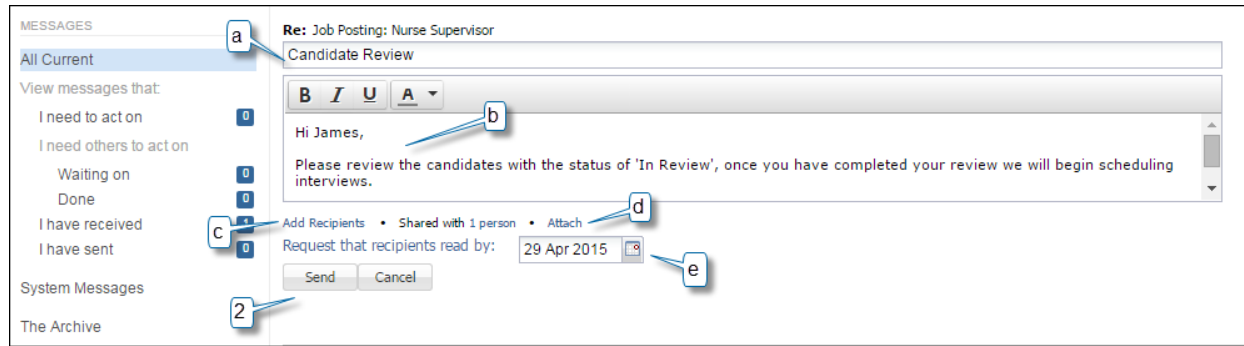 MESSAGES
All Current
View messages that:
I need to act on 0
I need others to act on
Waiting on 0
Done 0
I have received 1
I have sent 0
System Messages
The Archive
a
Re: Job Posting: Nurse Supervisor
Candidate Review
B I U A
b
Hi James,
Please review the candidates with the status of 'In Review', once you have completed your review we will begin scheduling
interviews.
c
d
Add Recipients • Shared with 1 person • Attach
Request that recipients read by: 29 Apr 2015
e
Send Cancel
2